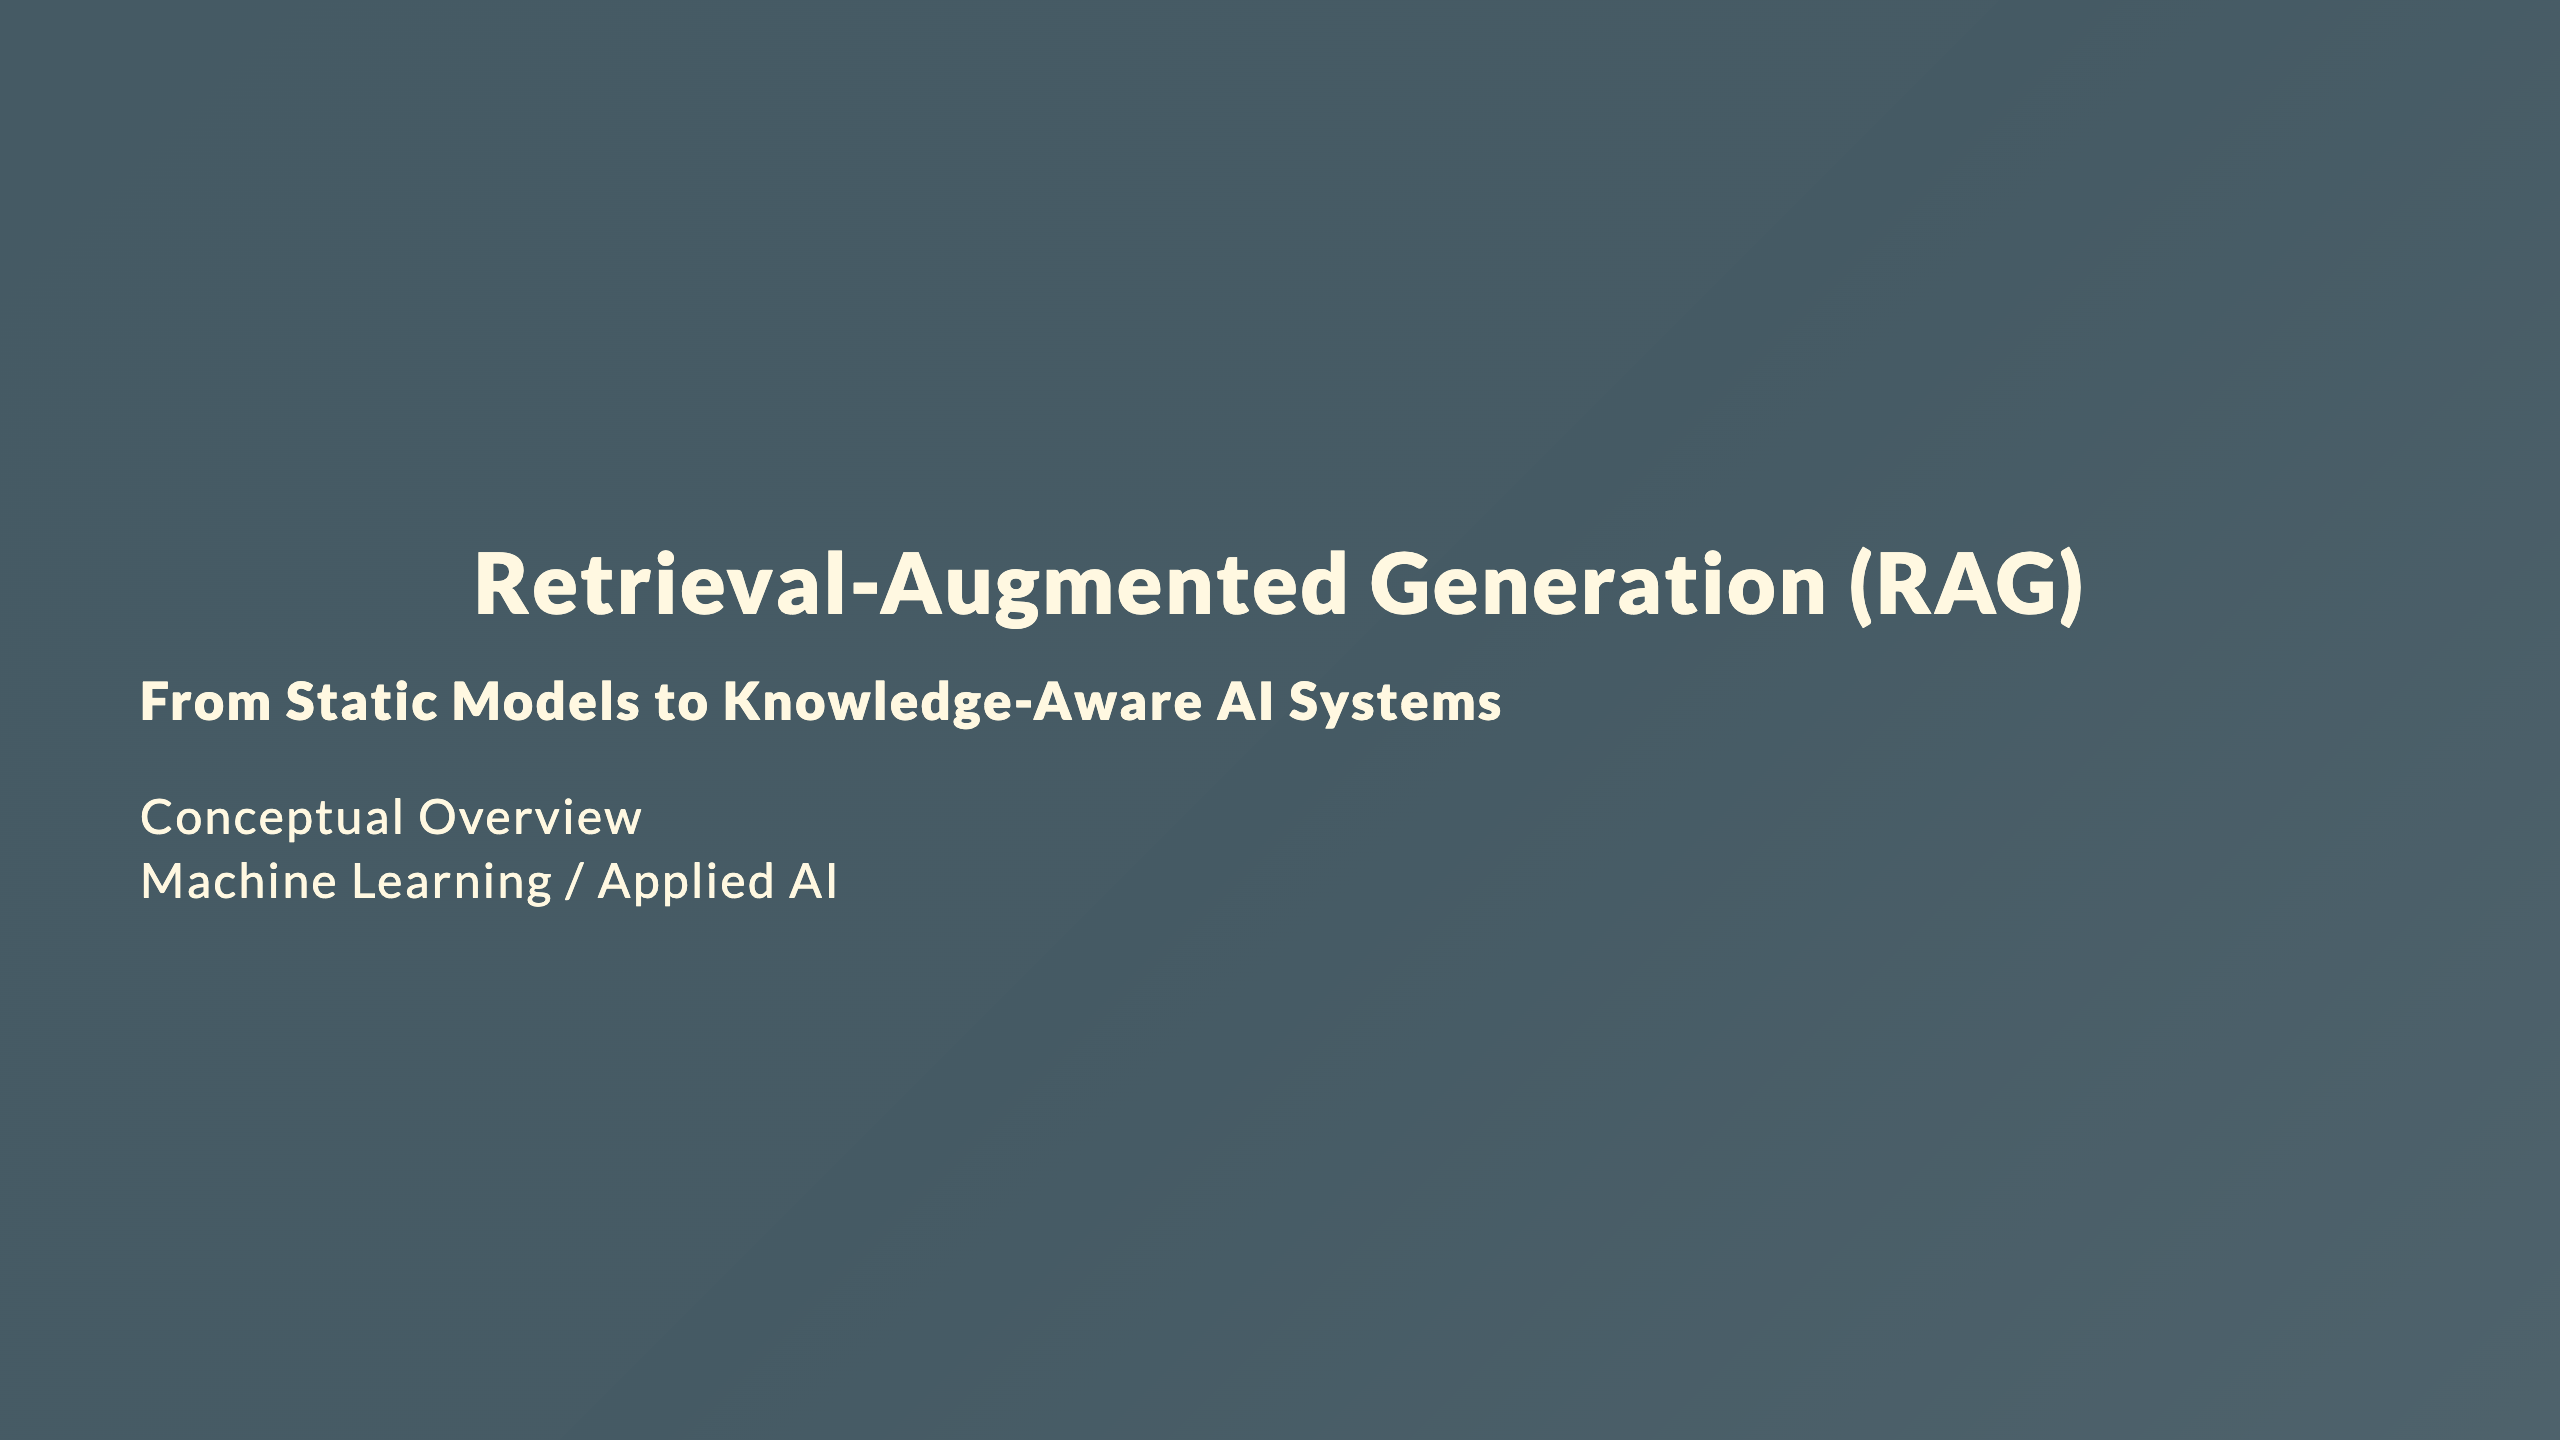 Retrieval-Augmented Generation (RAG)
From Static Models to Knowledge-Aware AI Systems
Conceptual Overview
Machine Learning / Applied AI